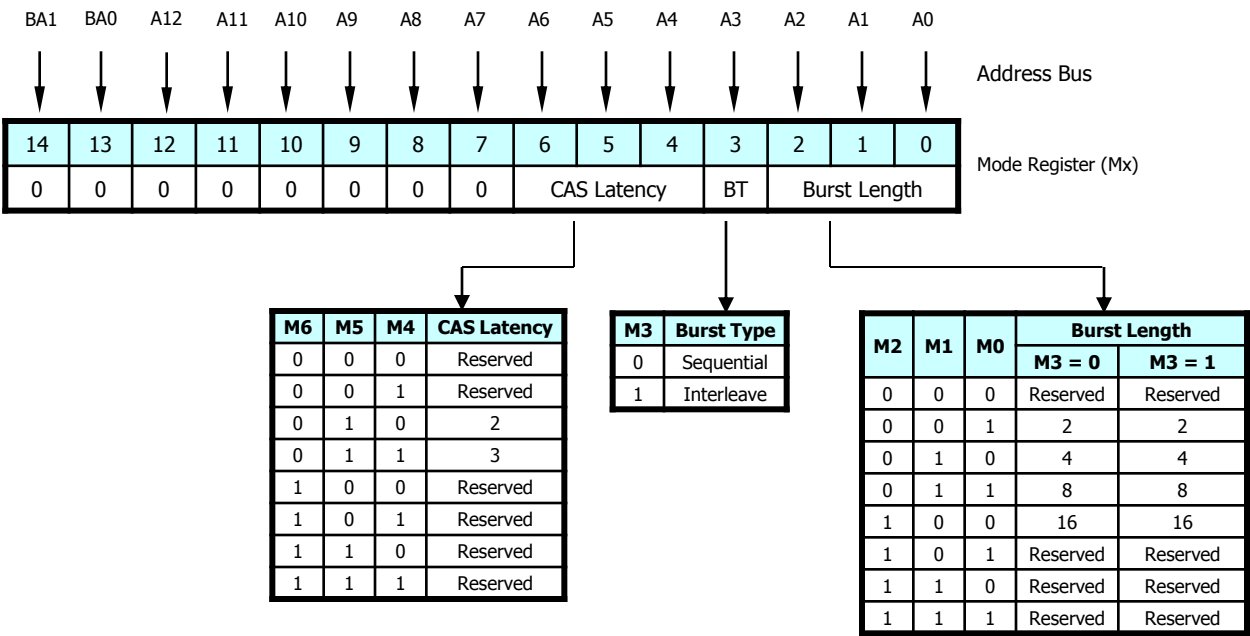 BA1 BA0 A12 A11 A10 A9 A8 A7 A6 A5 A4 A3 A2 A1 A0
Address Bus
14 13 12 11 10 9 8 7 6 5 4 3 2 1 0
Mode Register (Mx)
0 0 0 0 0 0 0 0 CAS Latency BT Burst Length
M6 M5 M4 CAS Latency
0 0 0 Reserved
0 0 1 Reserved
0 1 0 2
0 1 1 3
1 0 0 Reserved
1 0 1 Reserved
1 1 0 Reserved
1 1 1 Reserved
M3 Burst Type
0 Sequential
1 Interleave
M2 M1 M0 Burst Length
M3 = 0 M3 = 1
0 0 0 Reserved Reserved
0 0 1 2 2
0 1 0 4 4
0 1 1 8 8
1 0 0 16 16
1 0 1 Reserved Reserved
1 1 0 Reserved Reserved
1 1 1 Reserved Reserved